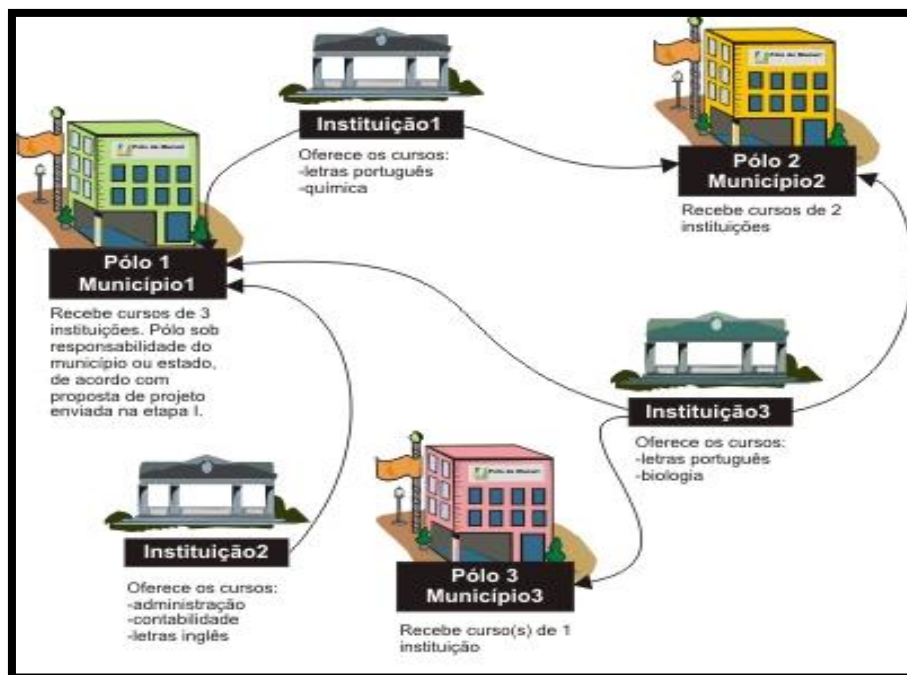 Instituição1
Oferece os cursos:
-letras português
-química
Pólo 2
Município2
Recebe cursos de 2
instituições
Pólo 1
Município1
Recebe cursos de 3
instituições. Pólo sob
responsabilidade do
município ou estado,
de acordo com
proposta de projeto
enviada na etapa I.
Instituição3
Oferece os cursos:
-letras português
-biologia
Instituição2
Oferece os cursos:
-administração
-contabilidade
-letras inglês
Pólo 3
Município3
Recebe curso(s) de 1
instituição